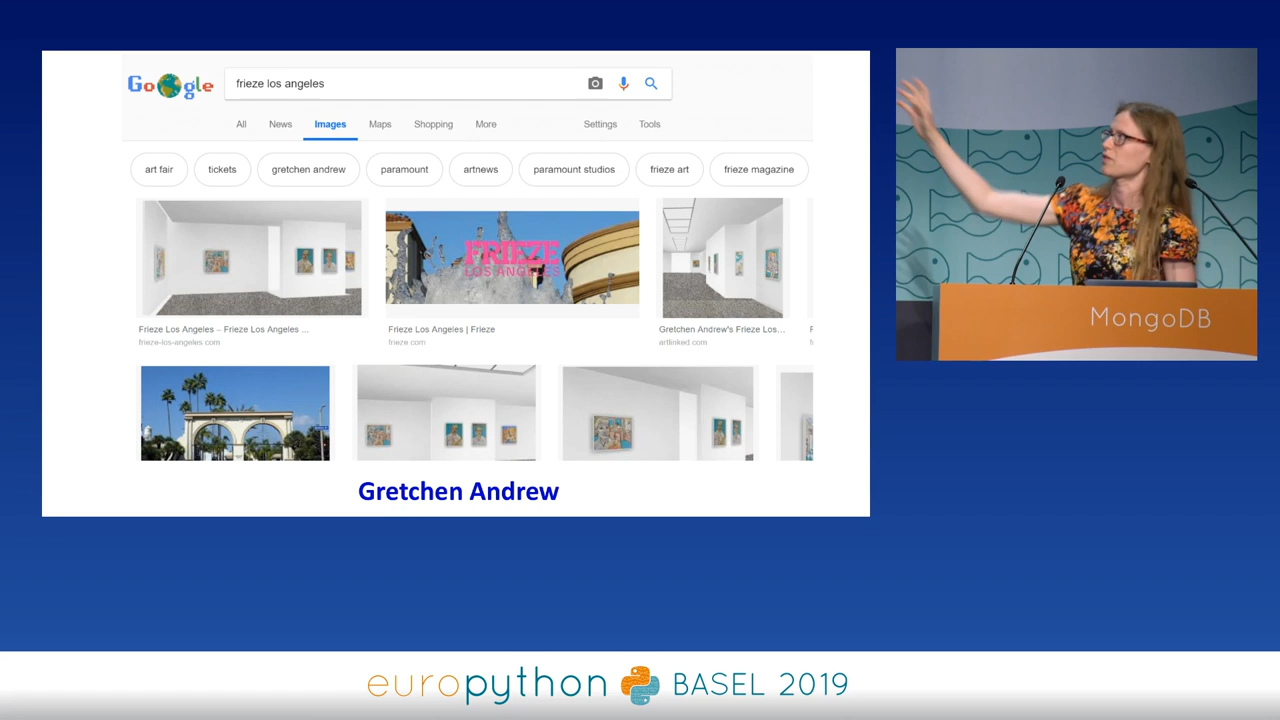 Google
frieze los angeles
All News Images Maps Shopping More Settings Tools
art fair tickets gretchen andrew paramount artnews paramount studios frieze art frieze magazine
FRIEZE
LOS ANGELES
Frieze Los Angeles – Frieze Los Angeles ...
frieze-los-angeles.com
Frieze Los Angeles | Frieze
frieze.com
Gretchen Andrew's Frieze Los...
artlinked.com
Gretchen Andrew
MongoDB
europython BASEL 2019